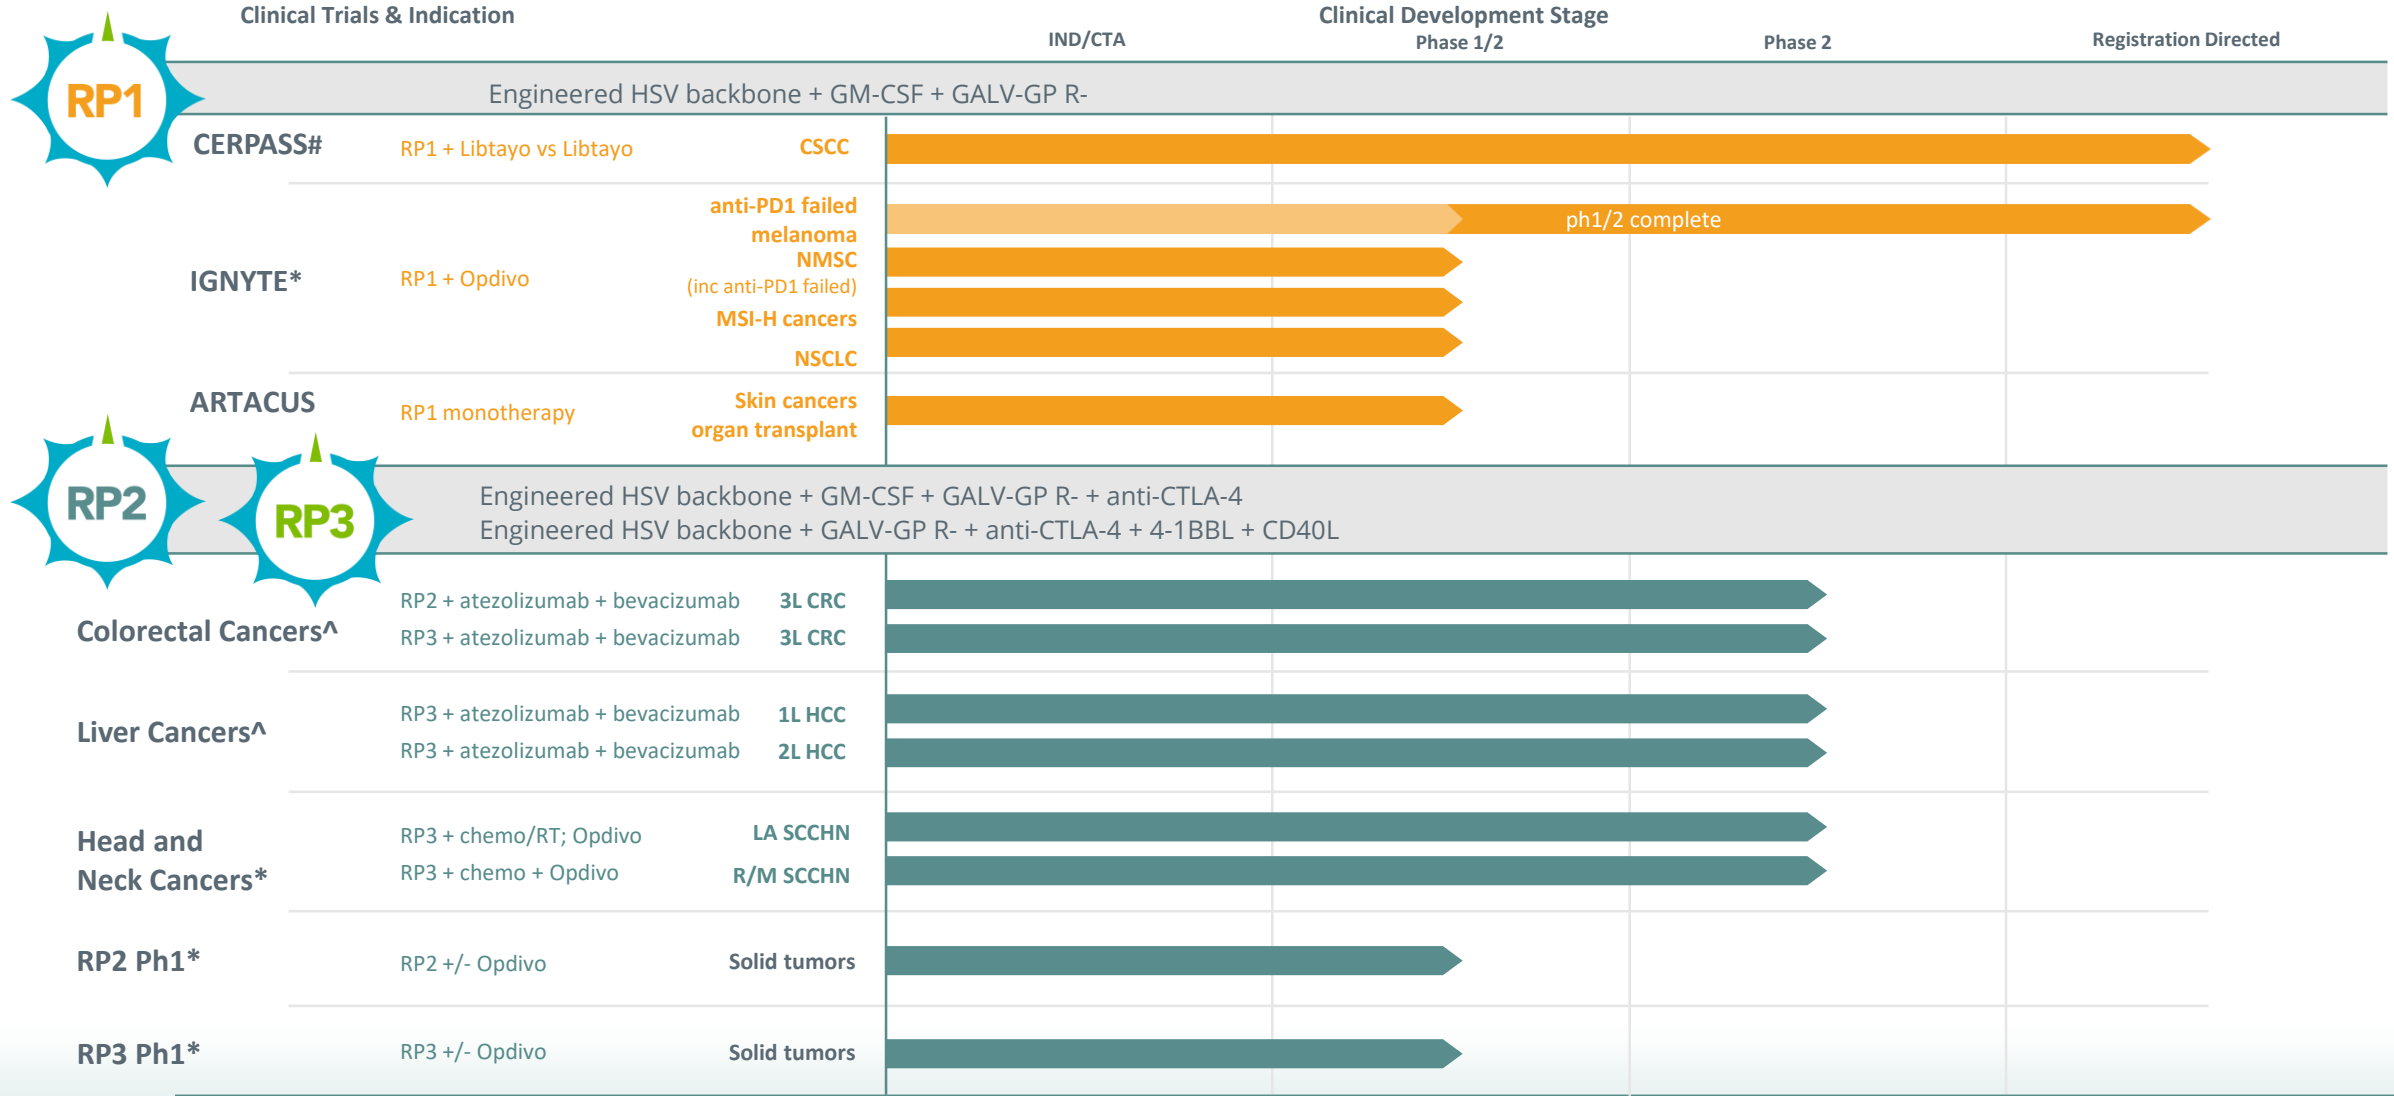 Clinical Trials & Indication
Clinical Development Stage
IND/CTA
Phase 1/2
Phase 2
Registration Directed
RP1
Engineered HSV backbone + GM-CSF + GALV-GP R-
CERPASS#
RP1 + Libtayo vs Libtayo
CSCC
IGNYTE*
RP1 + Opdivo
anti-PD1 failed
melanoma
ph1/2 complete
NMSC
(inc anti-PD1 failed)
MSI-H cancers
NSCLC
ARTACUS
RP1 monotherapy
Skin cancers
organ transplant
RP2
RP3
Engineered HSV backbone + GM-CSF + GALV-GP R- + anti-CTLA-4
Engineered HSV backbone + GALV-GP R- + anti-CTLA-4 + 4-1BBL + CD40L
Colorectal Cancers^
RP2 + atezolizumab + bevacizumab
3L CRC
RP3 + atezolizumab + bevacizumab
3L CRC
Liver Cancers^
RP3 + atezolizumab + bevacizumab
1L HCC
RP3 + atezolizumab + bevacizumab
2L HCC
Head and
Neck Cancers*
RP3 + chemo/RT; Opdivo
LA SCCHN
RP3 + chemo + Opdivo
R/M SCCHN
RP2 Ph1*
RP2 +/- Opdivo
Solid tumors
RP3 Ph1*
RP3 +/- Opdivo
Solid tumors